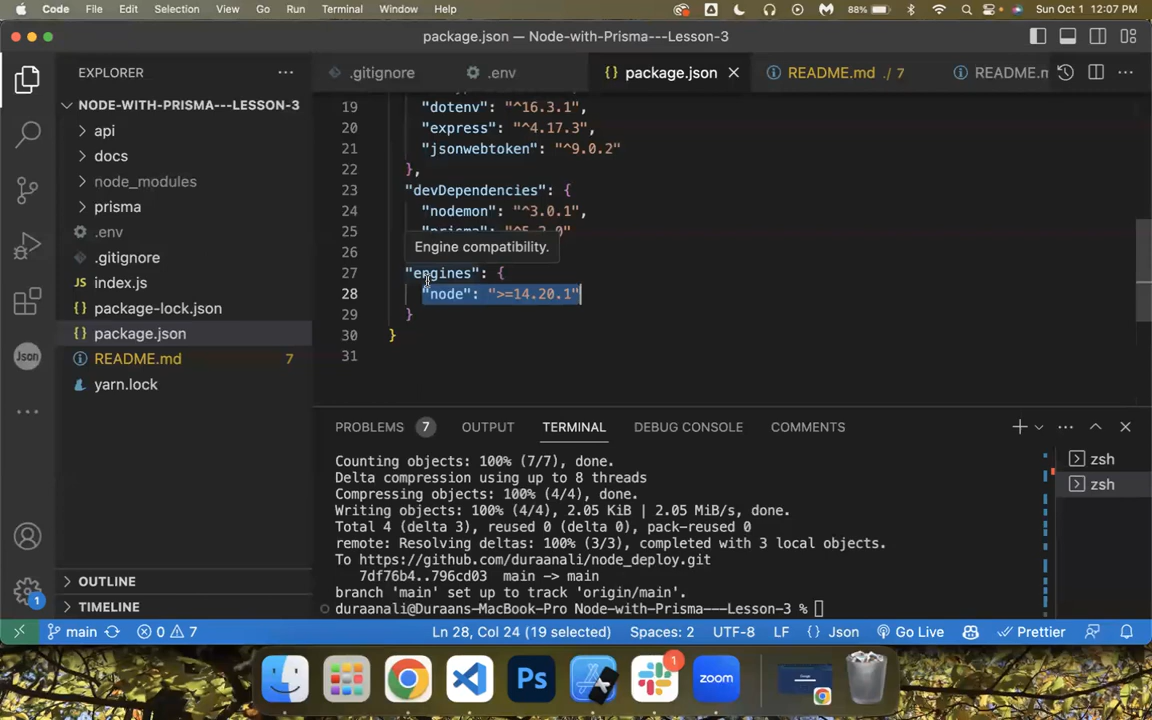 Code File Edit Selection View Go Run Terminal Window Help 88% Sun Oct 1 12:07 PM
package.json — Node-with-Prisma---Lesson-3
EXPLORER
.gitignore
.env
{} package.json
README.md ./ 7
README.m
NODE-WITH-PRISMA---LESSON-3
api
docs
node_modules
prisma
.env
.gitignore
index.js
{} package-lock.json
{} package.json
README.md 7
yarn.lock
OUTLINE
TIMELINE
Json
1
19 "dotenv": "^16.3.1",
20 "express": "^4.17.3",
21 "jsonwebtoken": "^9.0.2"
22 },
23 "devDependencies": {
24 "nodemon": "^3.0.1",
25
Engine compatibility.
26
27 "engines": {
28 "node": ">=14.20.1"
29 }
30 }
31
PROBLEMS 7 OUTPUT TERMINAL DEBUG CONSOLE COMMENTS
Counting objects: 100% (7/7), done.
Delta compression using up to 8 threads
Compressing objects: 100% (4/4), done.
Writing objects: 100% (4/4), 2.05 KiB | 2.05 MiB/s, done.
Total 4 (delta 3), reused 0 (delta 0), pack-reused 0
remote: Resolving deltas: 100% (3/3), completed with 3 local objects.
To https://github.com/duraanali/node_deploy.git
7df76b4..796cd03 main -> main
branch 'main' set up to track 'origin/main'.
duraanali@Duraans-MacBook-Pro Node-with-Prisma---Lesson-3 %
zsh
zsh
main 0 7 Ln 28, Col 24 (19 selected) Spaces: 2 UTF-8 LF {} Json Go Live Prettier
Ps
1
zoom